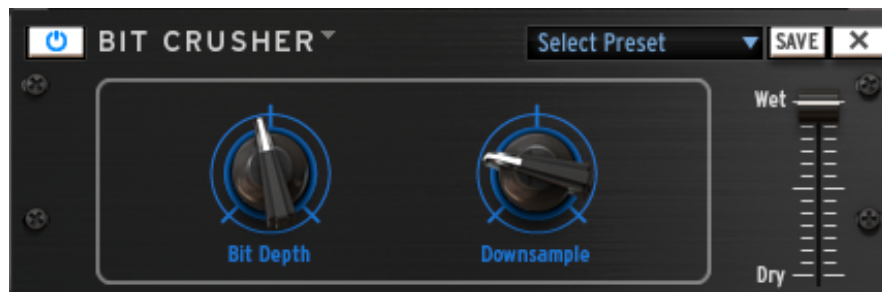 BIT CRUSHER
Select Preset
SAVE
Wet
Bit Depth
Downsample
Dry